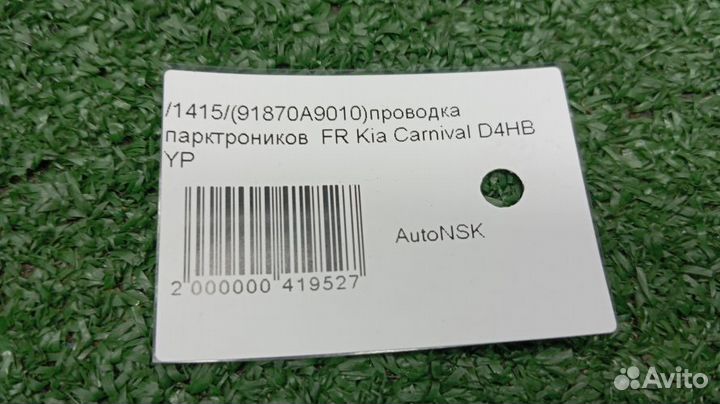 /1415/(91870A9010)проводка
парктроников FR Kia Carnival D4HB
YP
AutoNSK
2 000000 419527
Avito